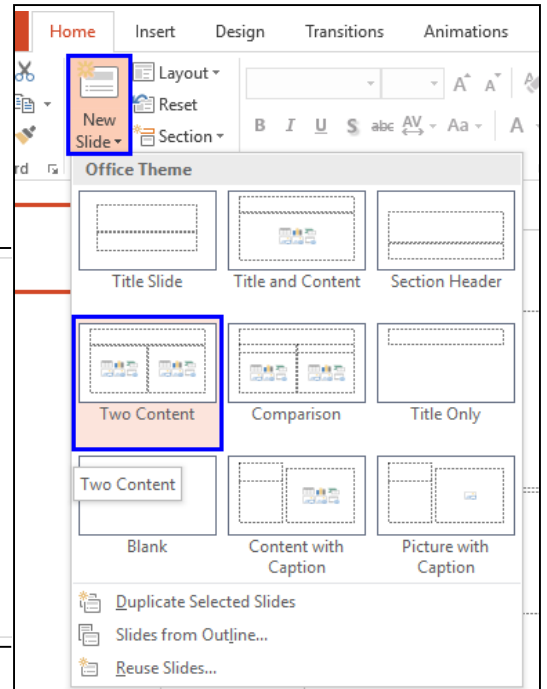 Home Insert Design Transitions Animations
Layout
New Slide
Reset
Section
B I U S abc AV Aa A
rd
Office Theme
Title Slide Title and Content Section Header
Two Content Comparison Title Only
Two Content
Blank Content with Caption Picture with Caption
Duplicate Selected Slides
Slides from Outline...
Reuse Slides...